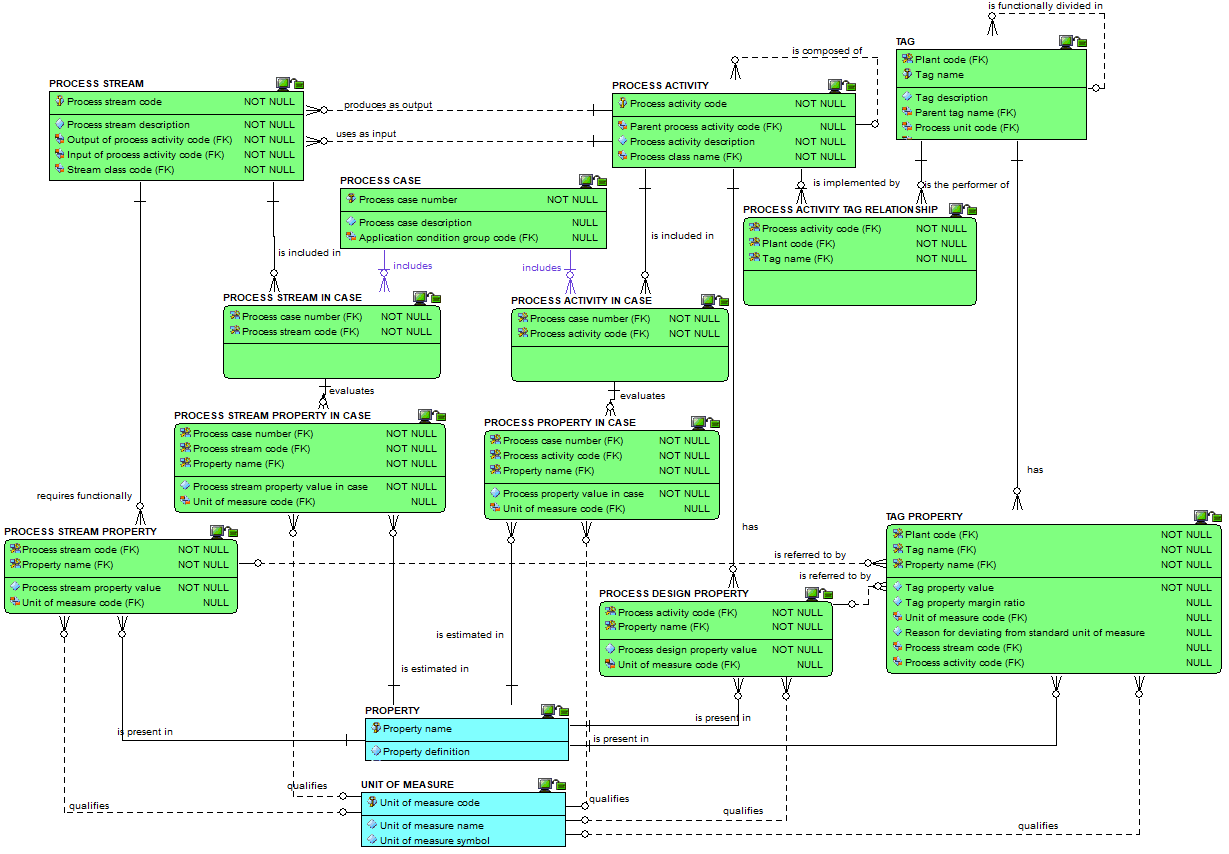 is functionally divided in
TAG
Plant code (FK)
Tag name
Tag description
Parent tag name (FK)
Process unit code (FK)
is composed of
PROCESS STREAM
Process stream code NOT NULL
Process stream description NOT NULL
Output of process activity code (FK) NOT NULL
Input of process activity code (FK) NOT NULL
Stream class code (FK) NOT NULL
produces as output
uses as input
PROCESS ACTIVITY
Process activity code NOT NULL
Parent process activity code (FK) NULL
Process activity description NOT NULL
Process class name (FK) NOT NULL
PROCESS CASE
Process case number NOT NULL
Process case description NULL
Application condition group code (FK) NULL
is implemented by
is the performer of
PROCESS ACTIVITY TAG RELATIONSHIP
Process activity code (FK) NOT NULL
Plant code (FK) NOT NULL
Tag name (FK) NOT NULL
is included in
is included in
includes
includes
PROCESS STREAM IN CASE
Process case number (FK) NOT NULL
Process stream code (FK) NOT NULL
PROCESS ACTIVITY IN CASE
Process case number (FK) NOT NULL
Process activity code (FK) NOT NULL
evaluates
evaluates
PROCESS STREAM PROPERTY IN CASE
Process case number (FK) NOT NULL
Process stream code (FK) NOT NULL
Property name (FK) NOT NULL
Process stream property value in case NOT NULL
Unit of measure code (FK) NULL
PROCESS PROPERTY IN CASE
Process case number (FK) NOT NULL
Process activity code (FK) NOT NULL
Property name (FK) NOT NULL
Process property value in case NOT NULL
Unit of measure code (FK) NULL
has
requires functionally
has
PROCESS STREAM PROPERTY
Process stream code (FK) NOT NULL
Property name (FK) NOT NULL
Process stream property value NOT NULL
Unit of measure code (FK) NULL
is referred to by
is referred to by
TAG PROPERTY
Plant code (FK) NOT NULL
Tag name (FK) NOT NULL
Property name (FK) NOT NULL
Tag property value NOT NULL
Tag property margin ratio NULL
Unit of measure code (FK) NULL
Reason for deviating from standard unit of measure NULL
Process stream code (FK) NULL
Process activity code (FK) NULL
PROCESS DESIGN PROPERTY
Process activity code (FK) NOT NULL
Property name (FK) NOT NULL
Process design property value NOT NULL
Unit of measure code (FK) NULL
is estimated in
is estimated in
PROPERTY
Property name
Property definition
is present in
is present in
is present in
UNIT OF MEASURE
Unit of measure code
Unit of measure name
Unit of measure symbol
qualifies
qualifies
qualifies
qualifies
qualifies